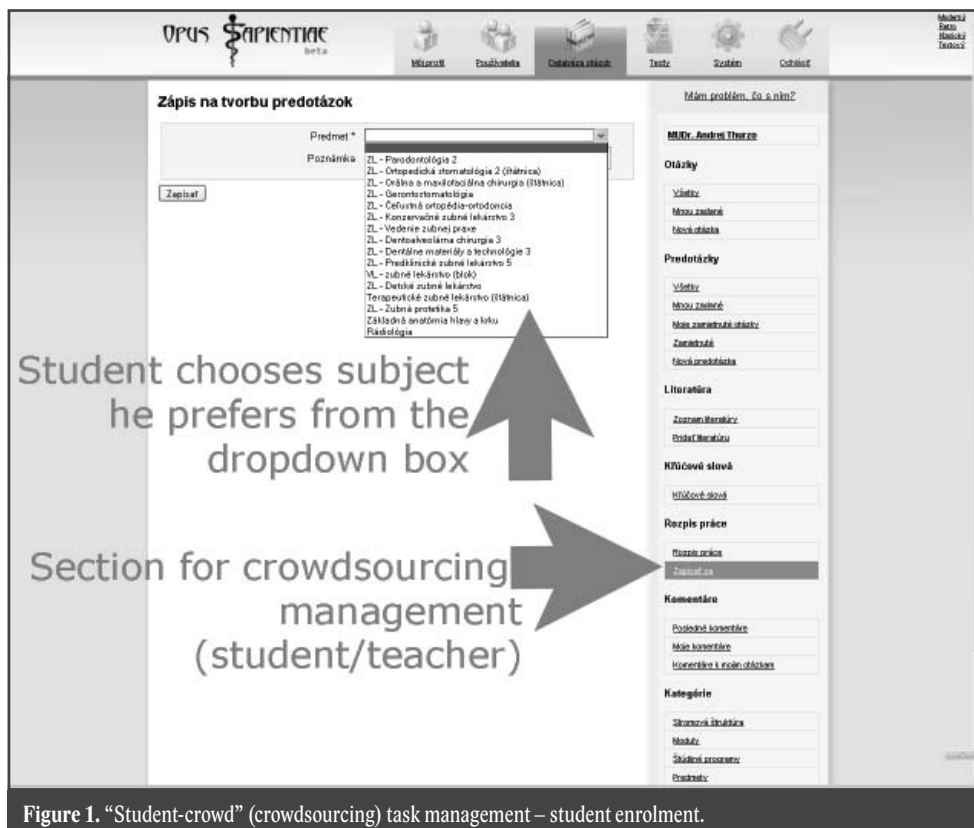 OPUS SAPIENTIAE
beta
Môj profil
Používatelia
Databáza otázok
Testy
Systém
Odhlásiť
Moderný
Retro
Klasický
Textový
Zápis na tvorbu predotázok
Predmet *
Poznámka
ZL - Parodontológia 2
ZL - Ortopedická stomatológia 2 (štátnica)
ZL - Orálna a maxilofaciálna chirurgia (štátnica)
ZL - Gerontostomatológia
ZL - Čeľustná ortopédia-ortodoncia
ZL - Konzervačné zubné lekárstvo 3
ZL - Vedenie zubnej praxe
ZL - Dentoalveolárna chirurgia 3
ZL - Dentálne materiály a technológie 3
ZL - Predklinické zubné lekárstvo 5
VL - zubné lekárstvo (blok)
ZL - Detské zubné lekárstvo
Terapeutické zubné lekárstvo (štátnica)
ZL - Zubná protetika 5
Základná anatómia hlavy a krku
Rádiológia
Zapísať
Student chooses subject
he prefers from the
dropdown box
Section for crowdsourcing
management
(student/teacher)
Mám problém, čo s ním?
MUDr. Andrej Thurzo
Otázky
Všetky
Mnou zadané
Nová otázka
Predotázky
Všetky
Mnou zadané
Moje zamietnuté otázky
Zamietnuté
Nová predotázka
Literatúra
Zoznam literatúry
Pridať literatúru
Kľúčové slová
Kľúčové slová
Rozpis práce
Rozpis práce
Zapísať sa
Komentáre
Posledné komentáre
Moje komentáre
Komentáre k mojim otázkam
Kategórie
Stromová štruktúra
Moduly
Študijné programy
Predmety
Figure 1. “Student-crowd” (crowdsourcing) task management – student enrolment.